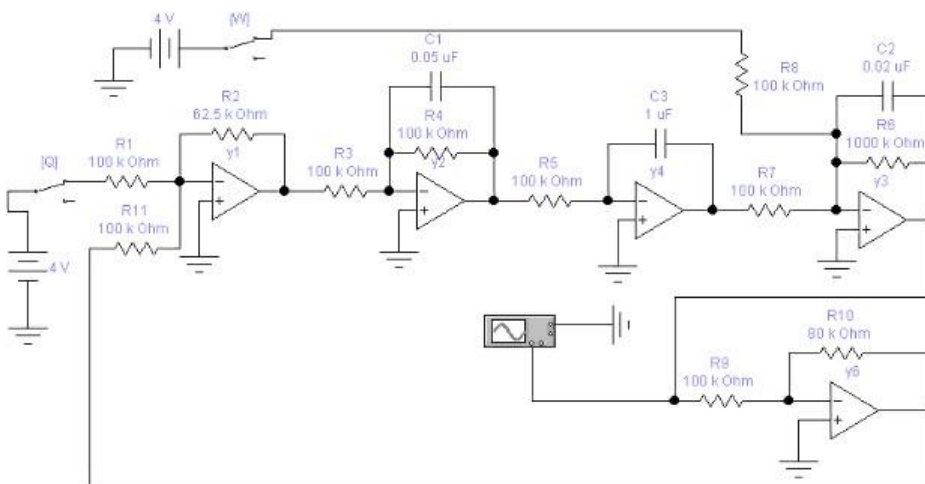 4 V
[W]
C1
0.05 uF
R8
100 k Ohm
C2
0.02 uF
R2
62.5 k Ohm
y1
R4
100 k Ohm
y2
C3
1 uF
R6
1000 k Ohm
y3
[Q]
R1
100 k Ohm
R3
100 k Ohm
R5
100 k Ohm
y4
R7
100 k Ohm
R11
100 k Ohm
4 V
R10
80 k Ohm
R9
100 k Ohm
y5